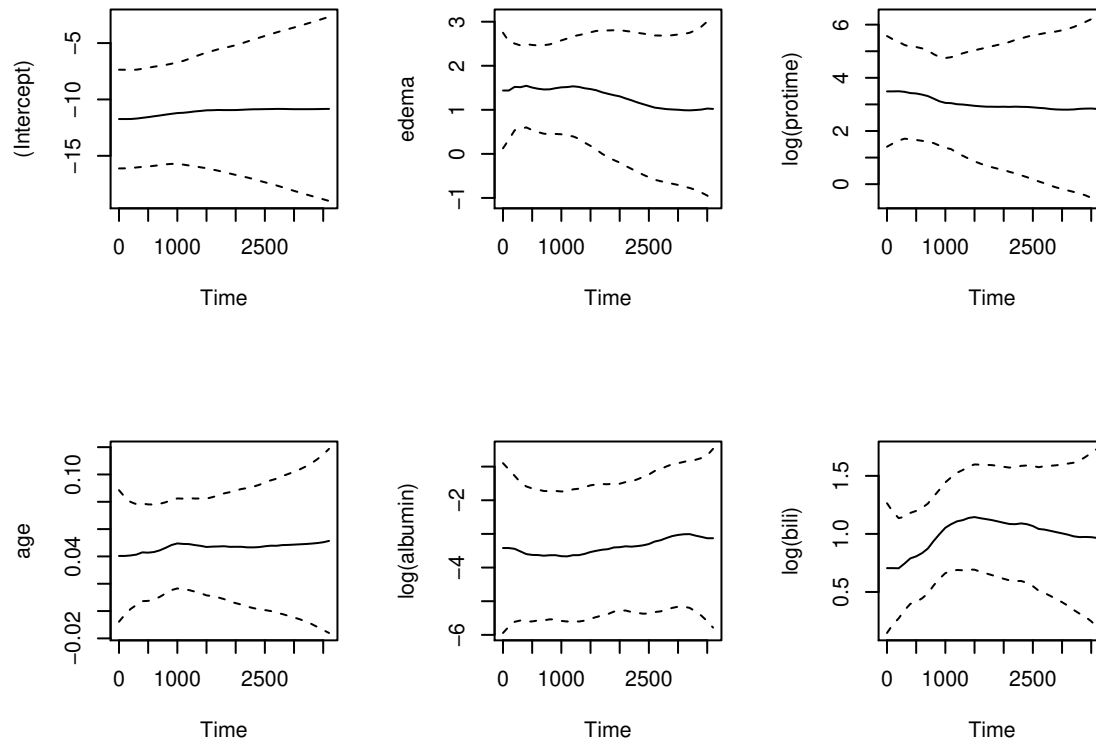 (Intercept)
−5
−10
−15
0 1000 2500
Time
edema
3
2
1
0
−1
0 1000 2500
Time
log(protime)
6
4
2
0
0 1000 2500
Time
age
0.10
0.04
−0.02
0 1000 2500
Time
log(albumin)
−2
−4
−6
0 1000 2500
Time
log(bili)
1.5
1.0
0.5
0 1000 2500
Time